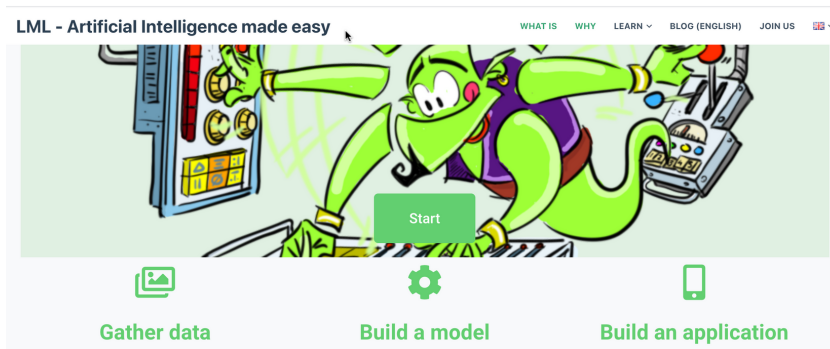 LML - Artificial Intelligence made easy
WHAT IS WHY LEARN BLOG (ENGLISH) JOIN US
Start
Gather data Build a model Build an application